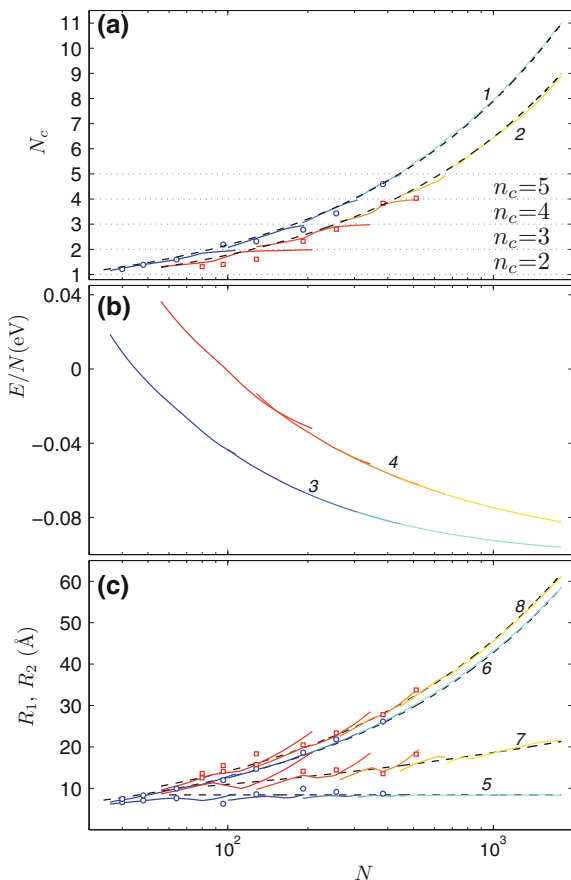 (a)
N_c
11
10
9
8
7
6
5
4
3
2
1
1
2
n_c=5
n_c=4
n_c=3
n_c=2
(b)
E/N(eV)
0.04
0
−0.04
−0.08
3
4
(c)
R_1, R_2 (Å)
60
50
40
30
20
10
8
6
7
5
10^2
10^3
N